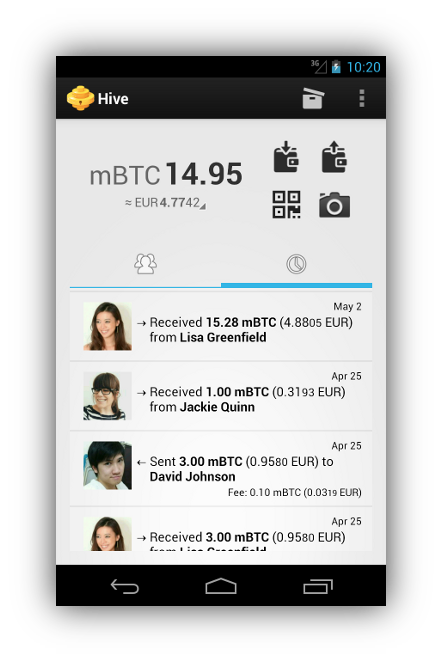 3G 10:20
Hive
mBTC 14.95
≈ EUR 4.7742
May 2
→ Received 15.28 mBTC (4.8805 EUR)
from Lisa Greenfield
Apr 25
→ Received 1.00 mBTC (0.3193 EUR)
from Jackie Quinn
Apr 25
← Sent 3.00 mBTC (0.9580 EUR) to
David Johnson
Fee: 0.10 mBTC (0.0319 EUR)
Apr 25
→ Received 3.00 mBTC (0.9580 EUR)
from Lisa Greenfield